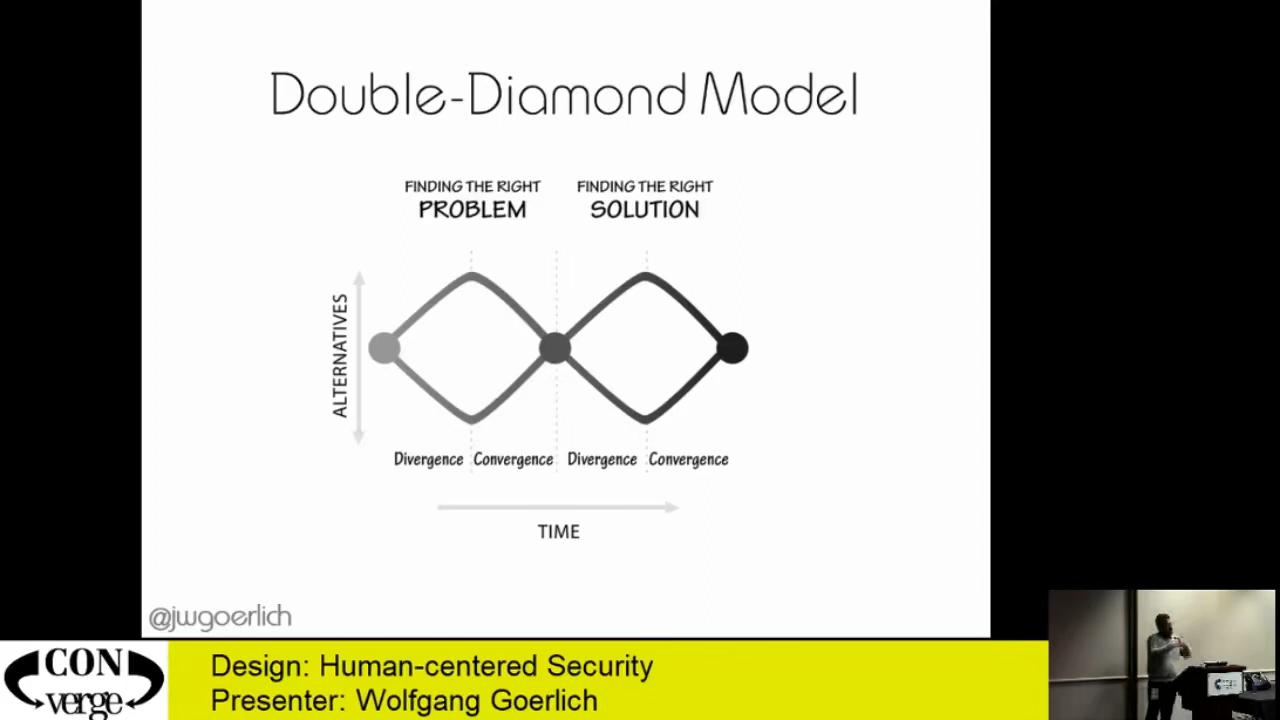 Double-Diamond Model
FINDING THE RIGHT
PROBLEM
FINDING THE RIGHT
SOLUTION
ALTERNATIVES
Divergence Convergence Divergence Convergence
TIME
@jwgoerlich
CON
verge
Design: Human-centered Security
Presenter: Wolfgang Goerlich